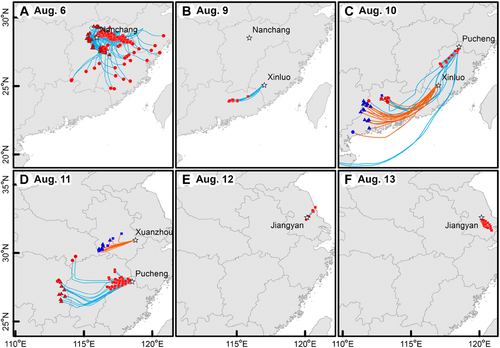 A Aug. 6
Nanchang
B Aug. 9
Nanchang
Xinluo
C Aug. 10
Pucheng
Xinluo
30°N
25°N
20°N
D Aug. 11
Xuanzhou
Pucheng
E Aug. 12
Jiangyan
F Aug. 13
Jiangyan
35°N
30°N
25°N
110°E 115°E 120°E 110°E 115°E 120°E 110°E 115°E 120°E